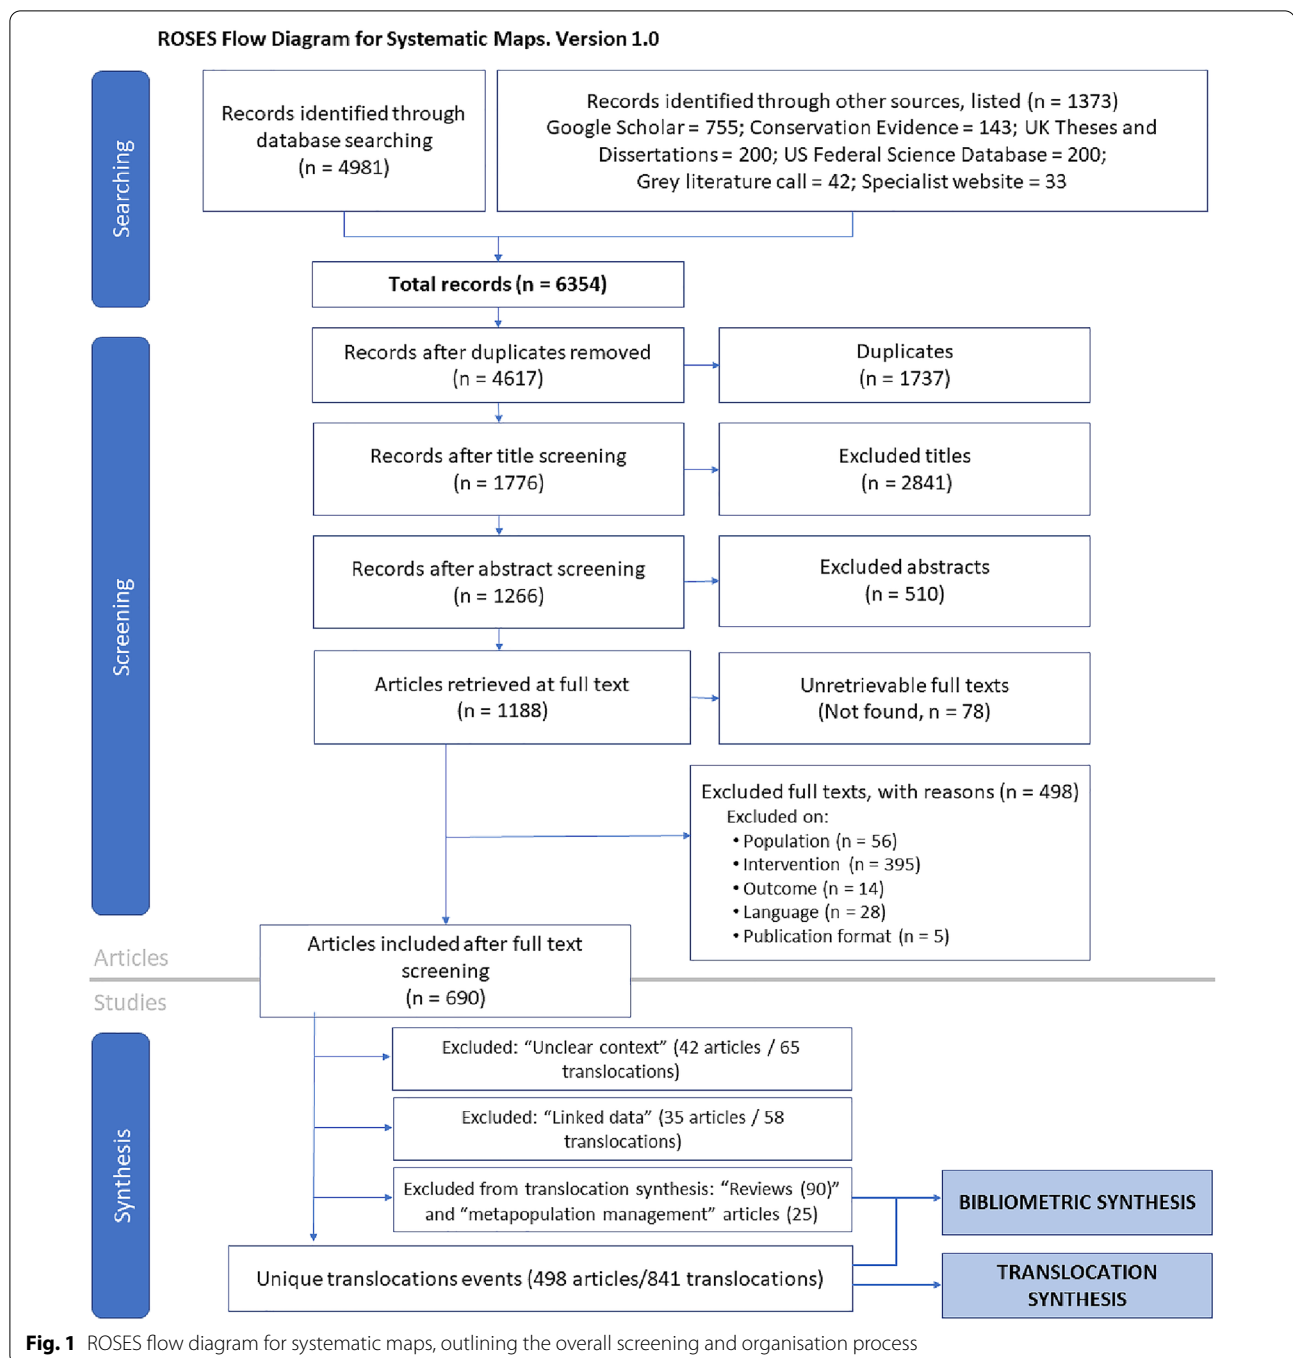 ROSES Flow Diagram for Systematic Maps. Version 1.0
Searching
Records identified through
database searching
(n = 4981)
Records identified through other sources, listed (n = 1373)
Google Scholar = 755; Conservation Evidence = 143; UK Theses and
Dissertations = 200; US Federal Science Database = 200;
Grey literature call = 42; Specialist website = 33
Total records (n = 6354)
Screening
Records after duplicates removed
(n = 4617)
Duplicates
(n = 1737)
Records after title screening
(n = 1776)
Excluded titles
(n = 2841)
Records after abstract screening
(n = 1266)
Excluded abstracts
(n = 510)
Articles retrieved at full text
(n = 1188)
Unretrievable full texts
(Not found, n = 78)
Excluded full texts, with reasons (n = 498)
Excluded on:
• Population (n = 56)
• Intervention (n = 395)
• Outcome (n = 14)
• Language (n = 28)
• Publication format (n = 5)
Articles included after full text
screening
(n = 690)
Articles
Studies
Synthesis
Excluded: “Unclear context” (42 articles / 65
translocations)
Excluded: “Linked data” (35 articles / 58
translocations)
Excluded from translocation synthesis: “Reviews (90)”
and “metapopulation management” articles (25)
BIBLIOMETRIC SYNTHESIS
Unique translocations events (498 articles/841 translocations)
TRANSLOCATION
SYNTHESIS
Fig. 1 ROSES flow diagram for systematic maps, outlining the overall screening and organisation process